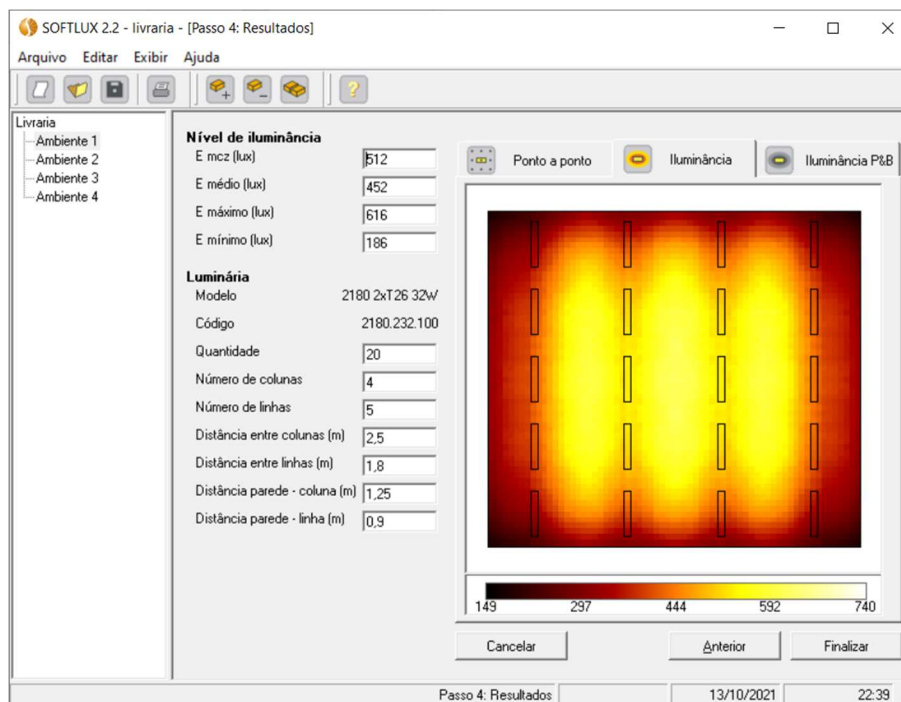 SOFTLUX 2.2 - livraria - [Passo 4: Resultados]
Arquivo Editar Exibir Ajuda
Livraria
Ambiente 1
Ambiente 2
Ambiente 3
Ambiente 4
Nível de iluminância
E mcz (lux) 512
E médio (lux) 452
E máximo (lux) 616
E mínimo (lux) 186
Luminária
Modelo 2180 2xT26 32W
Código 2180.232.100
Quantidade 20
Número de colunas 4
Número de linhas 5
Distância entre colunas (m) 2,5
Distância entre linhas (m) 1,8
Distância parede - coluna (m) 1,25
Distância parede - linha (m) 0,9
Ponto a ponto Iluminância Iluminância P&B
149 297 444 592 740
Cancelar Anterior Finalizar
Passo 4: Resultados 13/10/2021 22:39